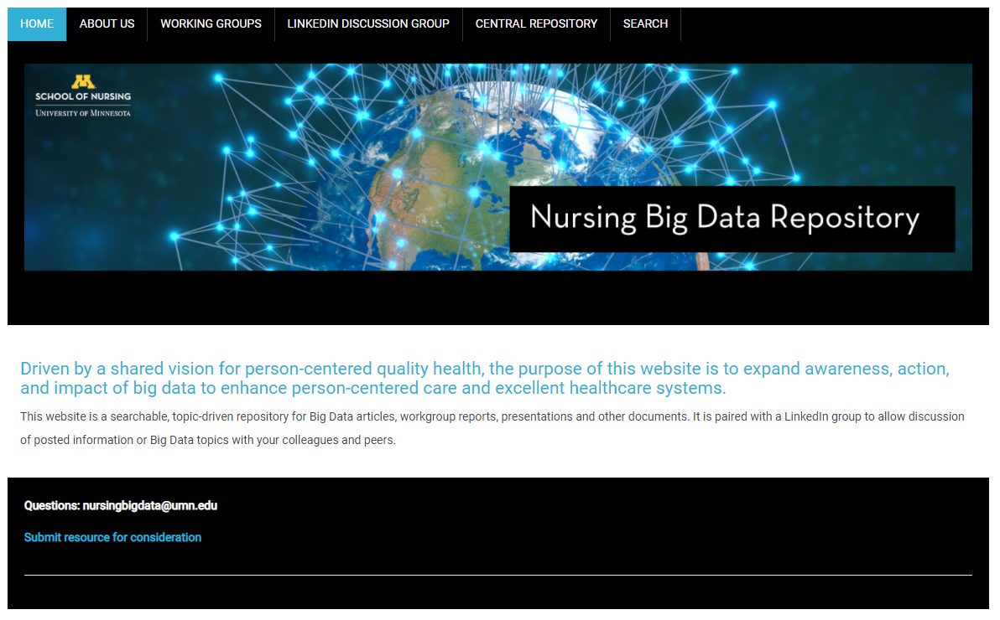 HOME ABOUT US WORKING GROUPS LINKEDIN DISCUSSION GROUP CENTRAL REPOSITORY SEARCH
M
SCHOOL OF NURSING
UNIVERSITY OF MINNESOTA
Nursing Big Data Repository
Driven by a shared vision for person-centered quality health, the purpose of this website is to expand awareness, action,
and impact of big data to enhance person-centered care and excellent healthcare systems.
This website is a searchable, topic-driven repository for Big Data articles, workgroup reports, presentations and other documents. It is paired with a LinkedIn group to allow discussion
of posted information or Big Data topics with your colleagues and peers.
Questions: nursingbigdata@umn.edu
Submit resource for consideration